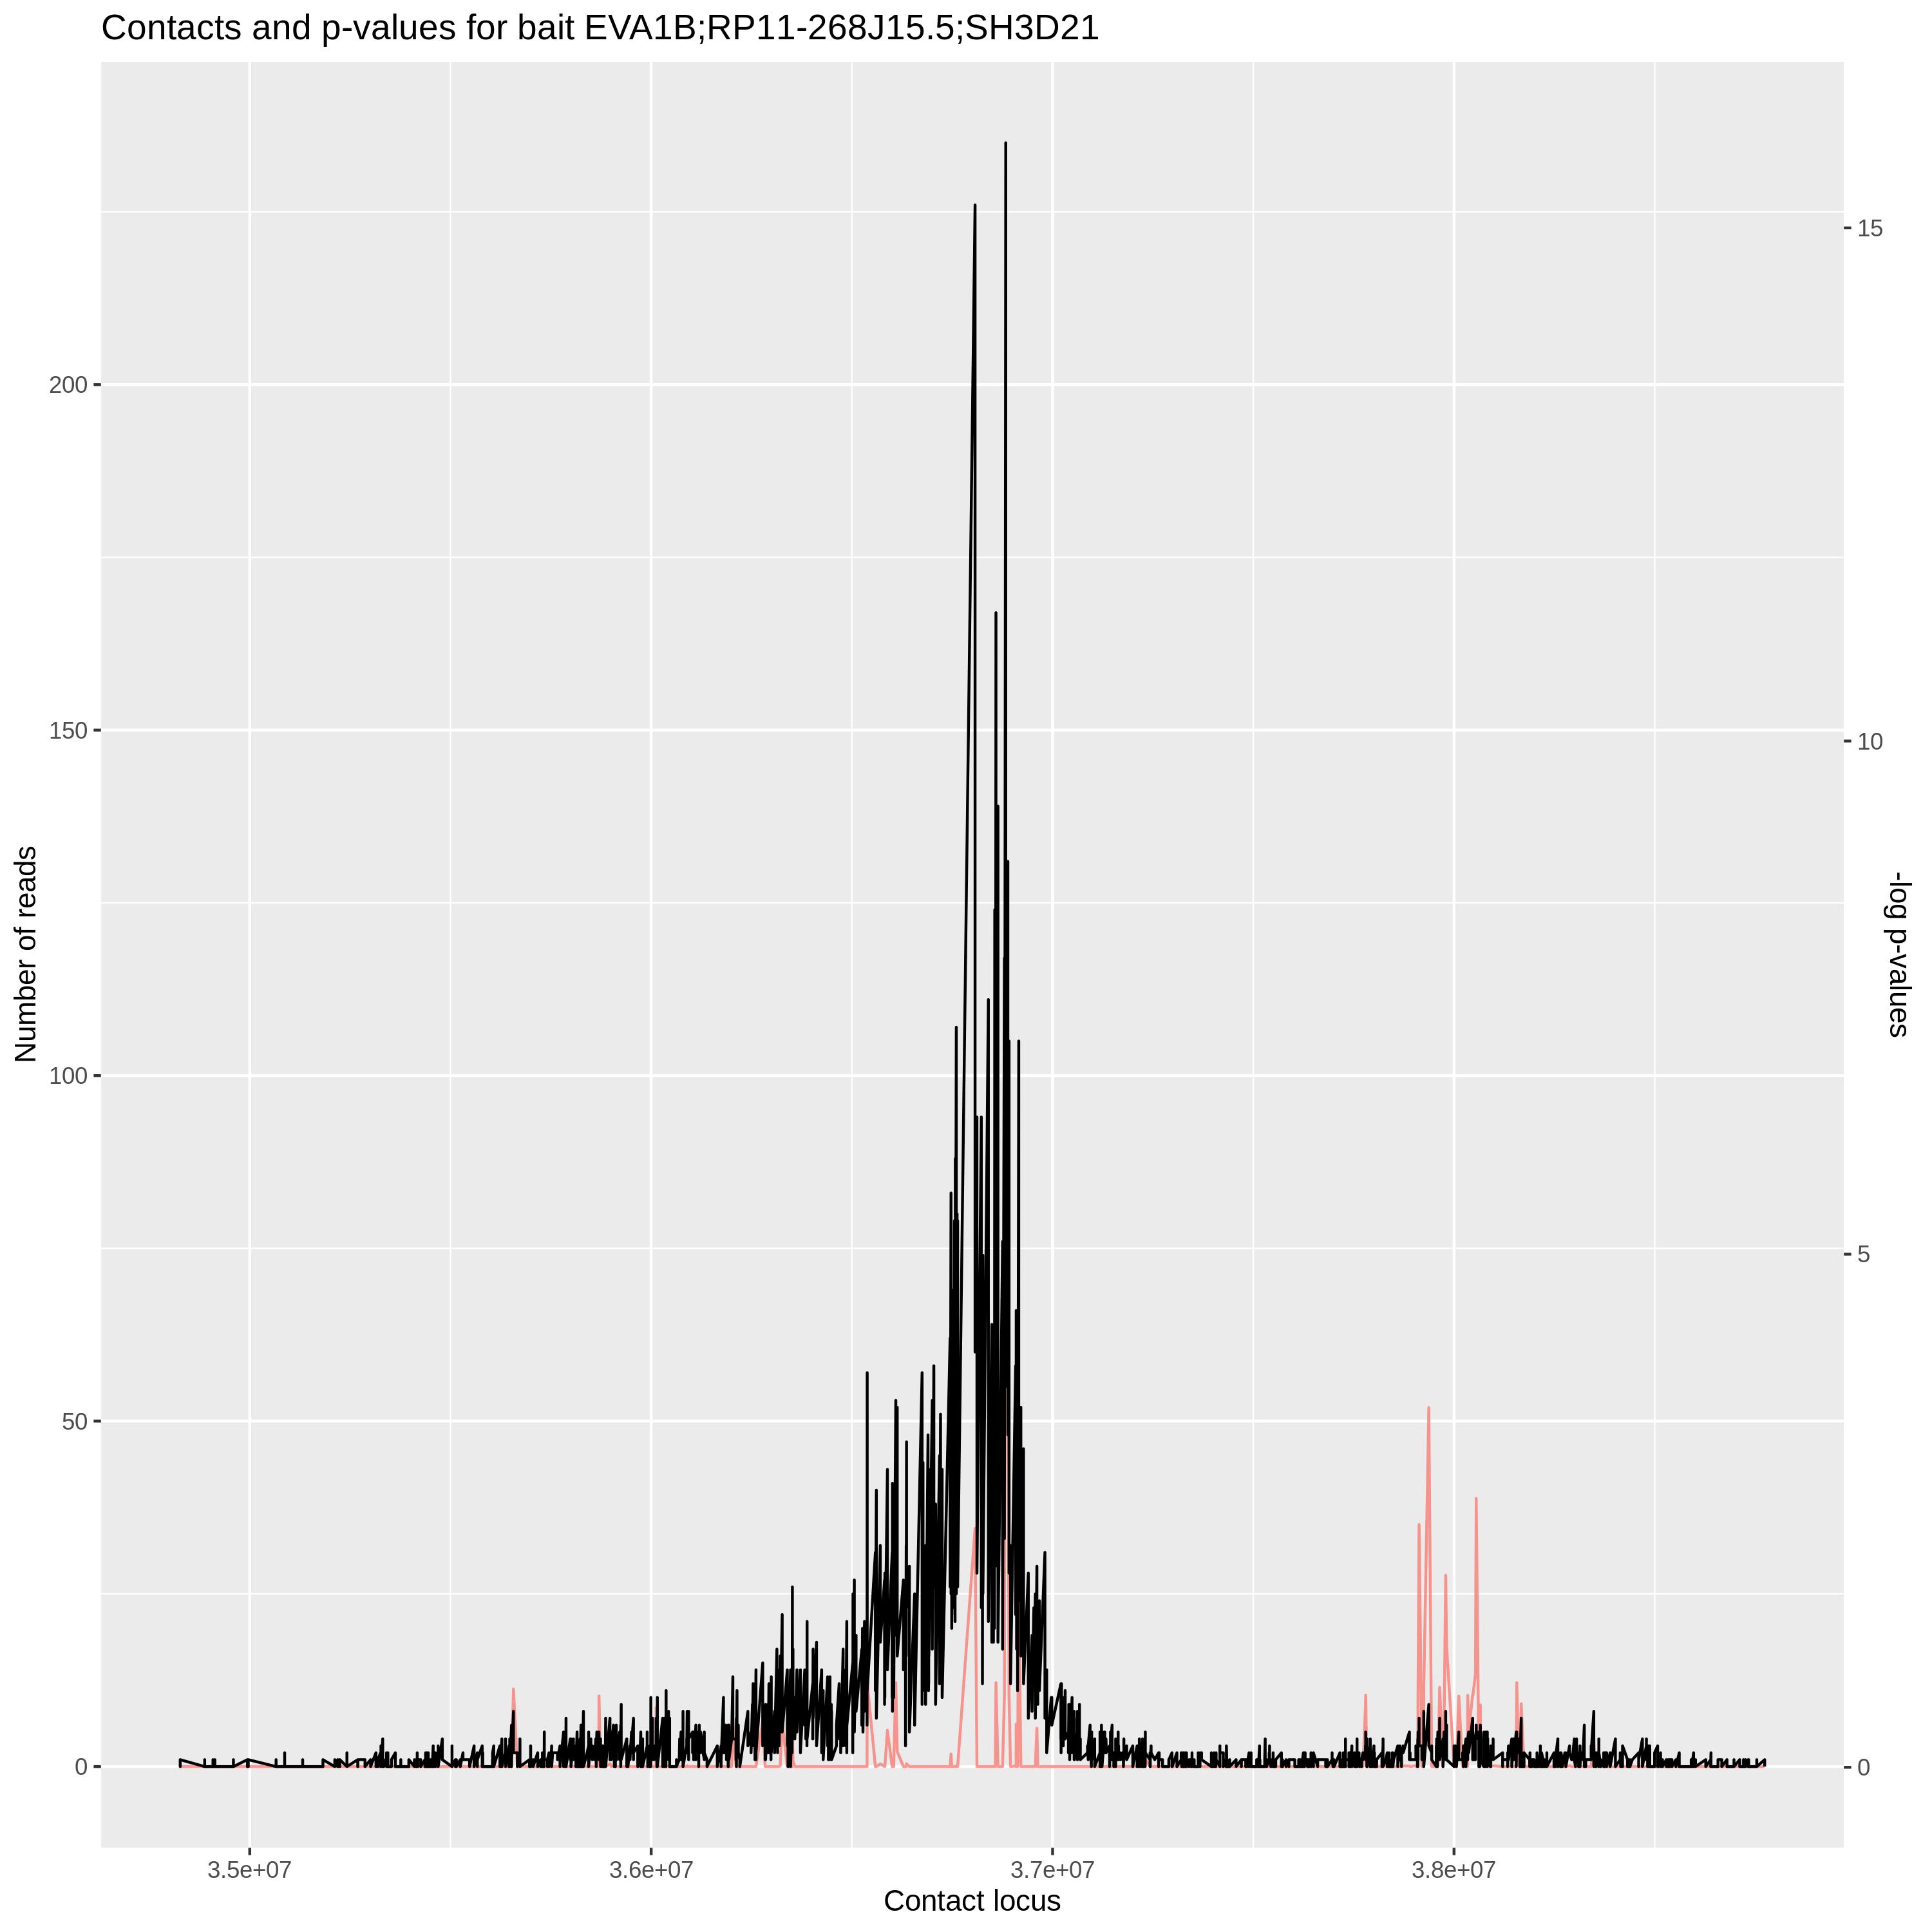 Contacts and p-values for bait EVA1B;RP11-268J15.5;SH3D21
Number of reads
200
150
100
50
0
15
10
5
0
-log p-values
3.5e+07 3.6e+07 3.7e+07 3.8e+07
Contact locus